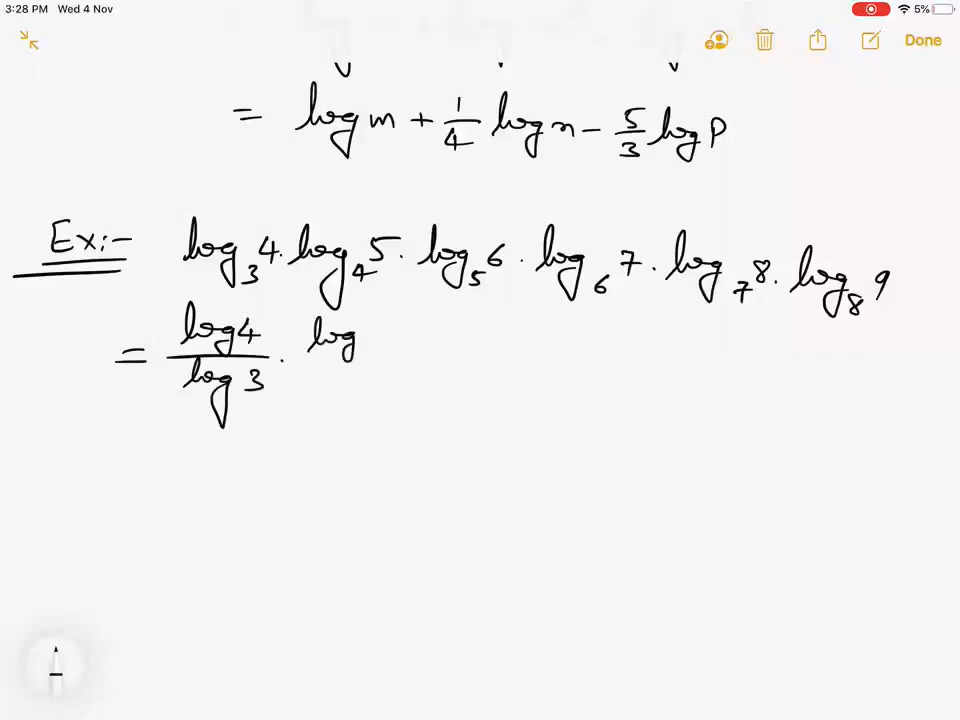 3:28 PM Wed 4 Nov 5%
Done
= log m + 1/4 log n - 5/3 log p
Ex:- log₃4 · log₄5 · log₅6 · log₆7 · log₇8 · log₈9
= log4/log3 · log